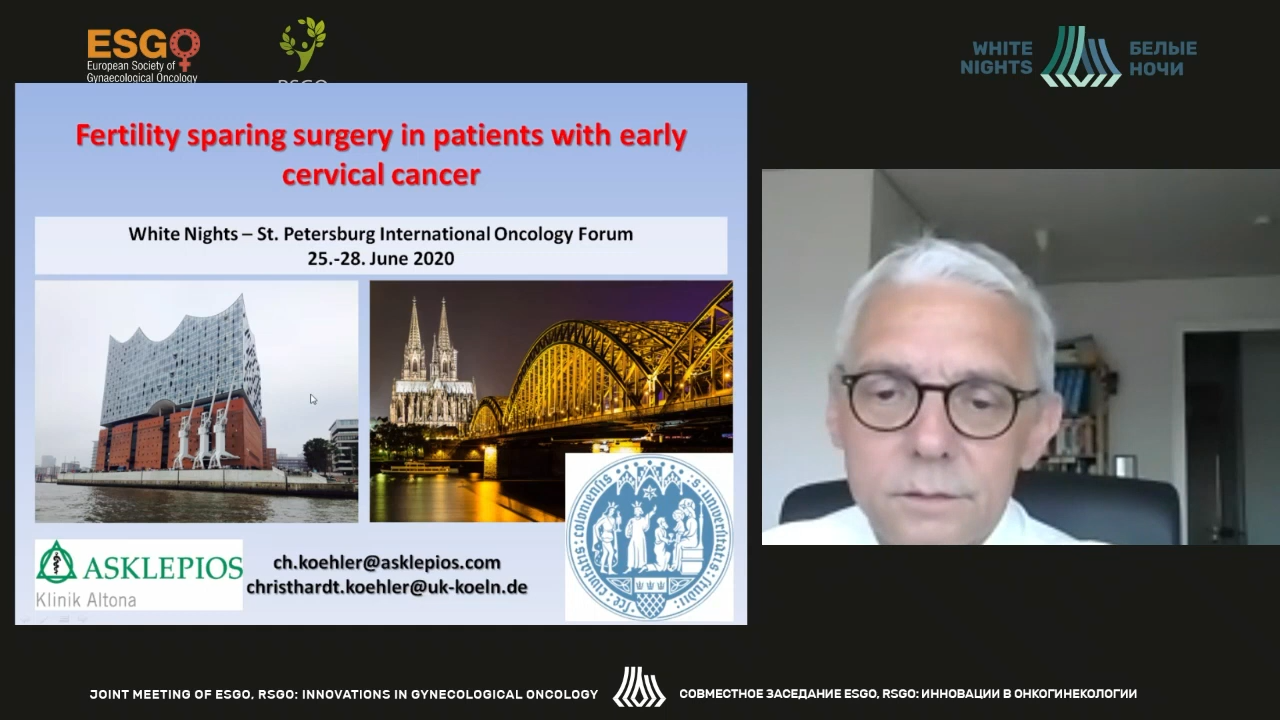 ESGO
European Society of
Gynaecological Oncology
WHITE
NIGHTS
БЕЛЫЕ
НОЧИ
Fertility sparing surgery in patients with early
cervical cancer
White Nights – St. Petersburg International Oncology Forum
25.-28. June 2020
ASKLEPIOS
Klinik Altona
ch.koehler@asklepios.com
christhardt.koehler@uk-koeln.de
JOINT MEETING OF ESGO, RSGO: INNOVATIONS IN GYNECOLOGICAL ONCOLOGY
СОВМЕСТНОЕ ЗАСЕДАНИЕ ESGO, RSGO: ИННОВАЦИИ В ОНКОГИНЕКОЛОГИИ